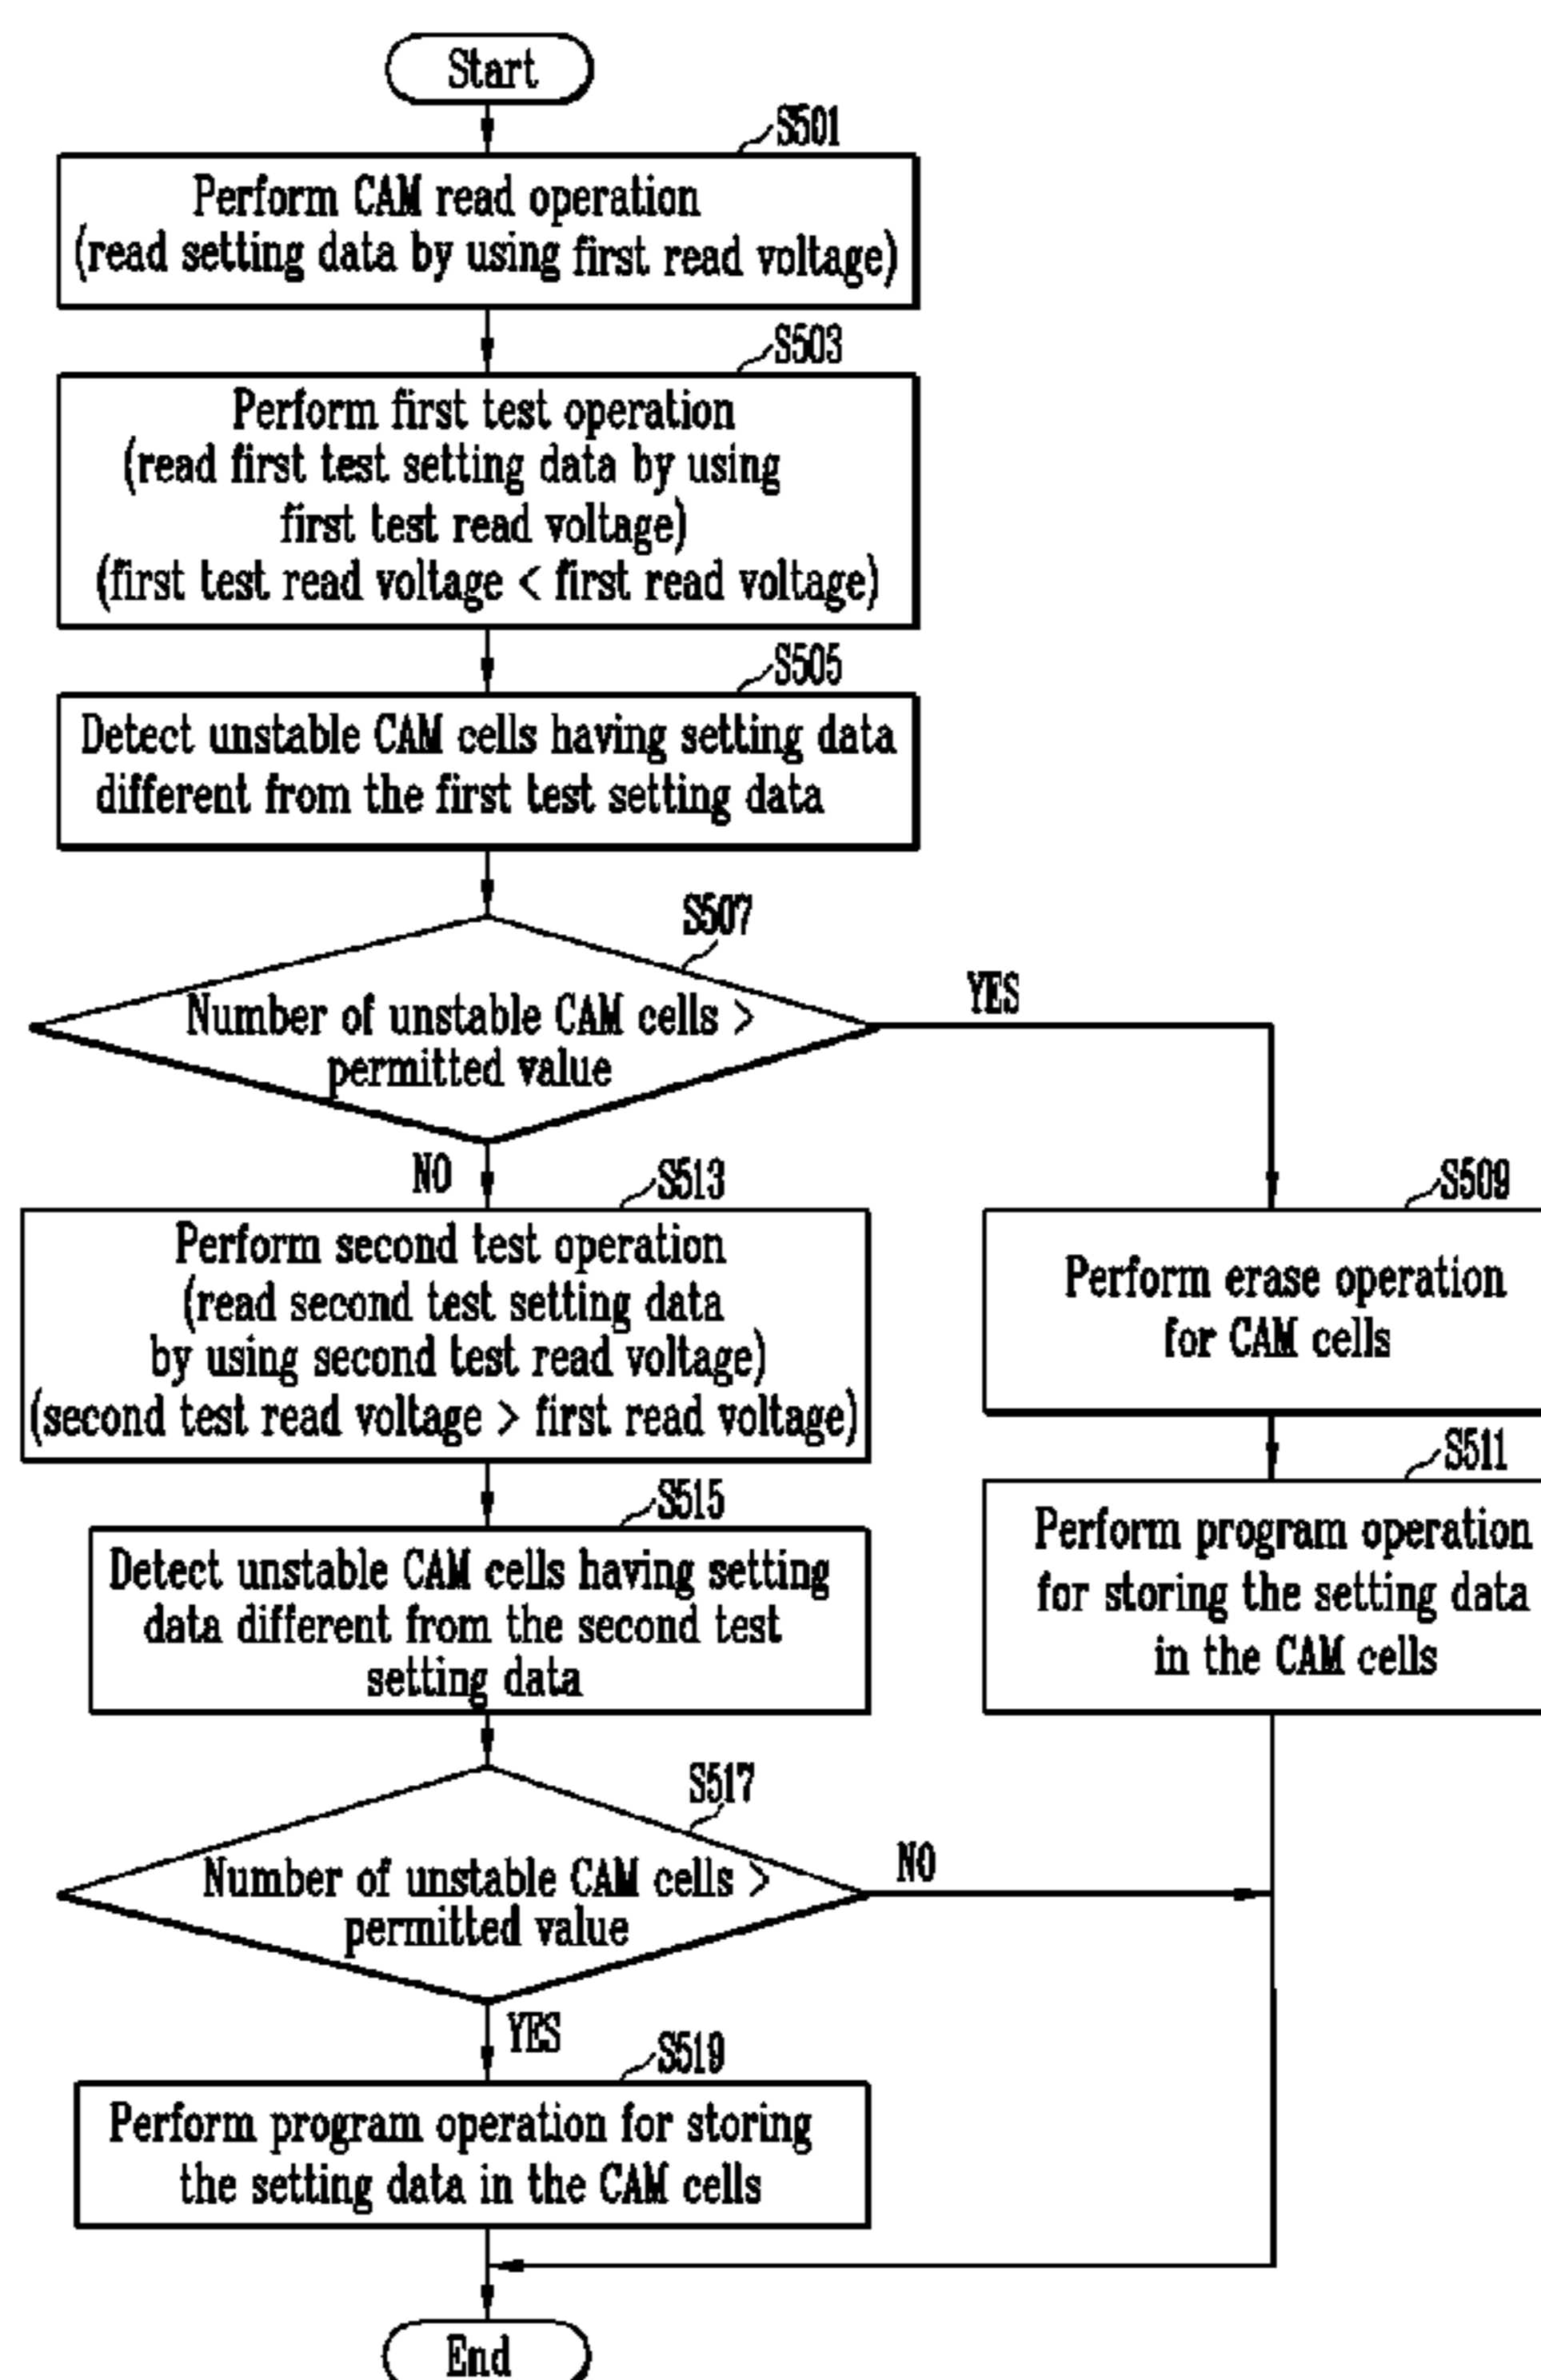 Start
S501
Perform CAM read operation
(read setting data by using first read voltage)
S503
Perform first test operation
(read first test setting data by using
first test read voltage)
(first test read voltage < first read voltage)
S505
Detect unstable CAM cells having setting data
different from the first test setting data
S507
Number of unstable CAM cells >
permitted value
YES
NO
S513
Perform second test operation
(read second test setting data
by using second test read voltage)
(second test read voltage > first read voltage)
S509
Perform erase operation
for CAM cells
S511
Perform program operation
for storing the setting data
in the CAM cells
S515
Detect unstable CAM cells having setting
data different from the second test
setting data
S517
Number of unstable CAM cells >
permitted value
NO
YES
S519
Perform program operation for storing
the setting data in the CAM cells
End